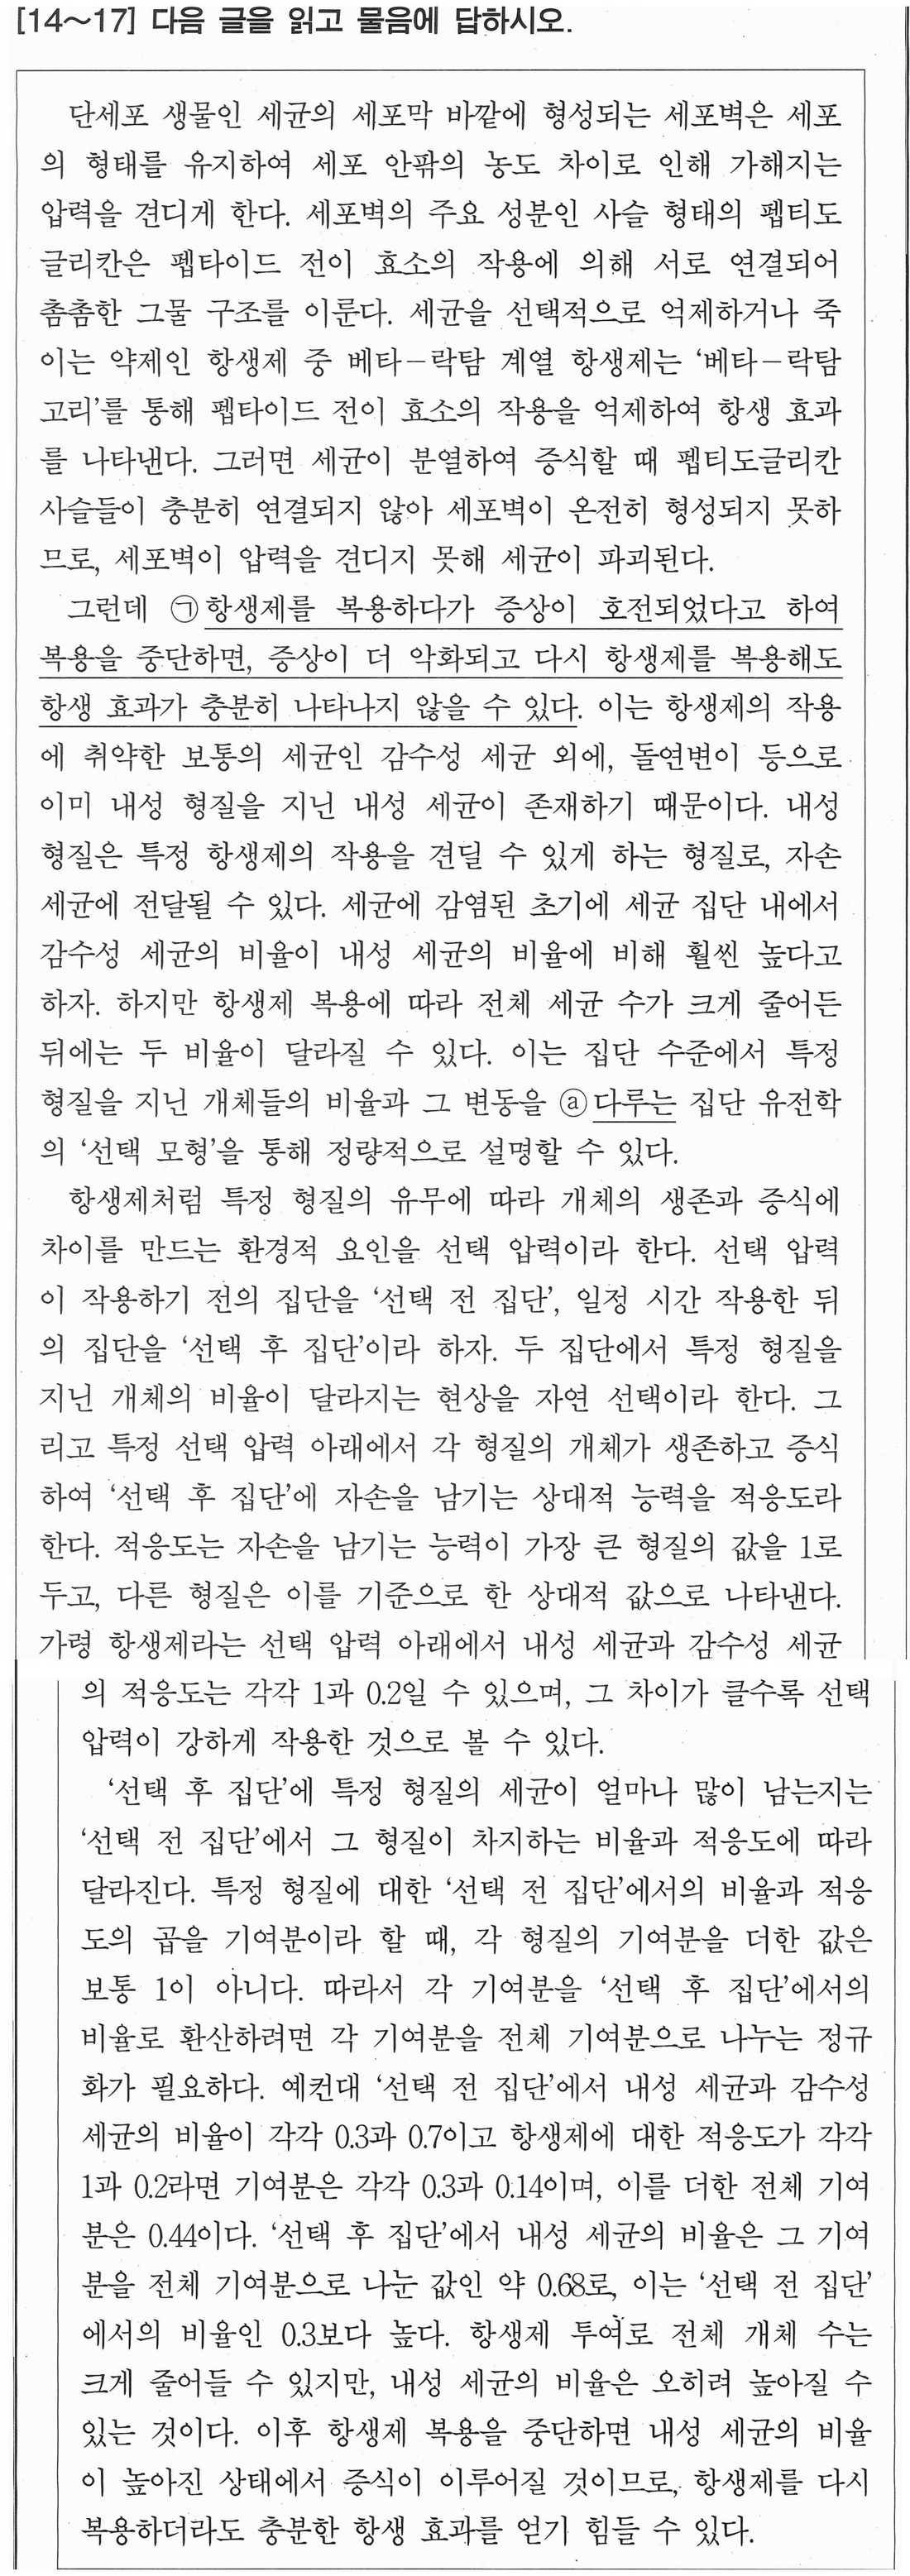 [14～17] 다음 글을 읽고 물음에 답하시오.
단세포 생물인 세균의 세포막 바깥에 형성되는 세포벽은 세포
의 형태를 유지하여 세포 안팎의 농도 차이로 인해 가해지는
압력을 견디게 한다. 세포벽의 주요 성분인 사슬 형태의 펩티도
글리칸은 펩타이드 전이 효소의 작용에 의해 서로 연결되어
촘촘한 그물 구조를 이룬다. 세균을 선택적으로 억제하거나 죽
이는 약제인 항생제 중 베타-락탐 계열 항생제는 ‘베타-락탐
고리’를 통해 펩타이드 전이 효소의 작용을 억제하여 항생 효과
를 나타낸다. 그러면 세균이 분열하여 증식할 때 펩티도글리칸
사슬들이 충분히 연결되지 않아 세포벽이 온전히 형성되지 못하
므로, 세포벽이 압력을 견디지 못해 세균이 파괴된다.
그런데 ㉠항생제를 복용하다가 증상이 호전되었다고 하여
복용을 중단하면, 증상이 더 악화되고 다시 항생제를 복용해도
항생 효과가 충분히 나타나지 않을 수 있다. 이는 항생제의 작용
에 취약한 보통의 세균인 감수성 세균 외에, 돌연변이 등으로
이미 내성 형질을 지닌 내성 세균이 존재하기 때문이다. 내성
형질은 특정 항생제의 작용을 견딜 수 있게 하는 형질로, 자손
세균에 전달될 수 있다. 세균에 감염된 초기에 세균 집단 내에서
감수성 세균의 비율이 내성 세균의 비율에 비해 훨씬 높다고
하자. 하지만 항생제 복용에 따라 전체 세균 수가 크게 줄어든
뒤에는 두 비율이 달라질 수 있다. 이는 집단 수준에서 특정
형질을 지닌 개체들의 비율과 그 변동을 ⓐ다루는 집단 유전학
의 ‘선택 모형’을 통해 정량적으로 설명할 수 있다.
항생제처럼 특정 형질의 유무에 따라 개체의 생존과 증식에
차이를 만드는 환경적 요인을 선택 압력이라 한다. 선택 압력
이 작용하기 전의 집단을 ‘선택 전 집단’, 일정 시간 작용한 뒤
의 집단을 ‘선택 후 집단’이라 하자. 두 집단에서 특정 형질을
지닌 개체의 비율이 달라지는 현상을 자연 선택이라 한다. 그
리고 특정 선택 압력 아래에서 각 형질의 개체가 생존하고 증식
하여 ‘선택 후 집단’에 자손을 남기는 상대적 능력을 적응도라
한다. 적응도는 자손을 남기는 능력이 가장 큰 형질의 값을 1로
두고, 다른 형질은 이를 기준으로 한 상대적 값으로 나타낸다.
가령 항생제라는 선택 압력 아래에서 내성 세균과 감수성 세균
의 적응도는 각각 1과 0.2일 수 있으며, 그 차이가 클수록 선택
압력이 강하게 작용한 것으로 볼 수 있다.
‘선택 후 집단’에 특정 형질의 세균이 얼마나 많이 남는지는
‘선택 전 집단’에서 그 형질이 차지하는 비율과 적응도에 따라
달라진다. 특정 형질에 대한 ‘선택 전 집단’에서의 비율과 적응
도의 곱을 기여분이라 할 때, 각 형질의 기여분을 더한 값은
보통 1이 아니다. 따라서 각 기여분을 ‘선택 후 집단’에서의
비율로 환산하려면 각 기여분을 전체 기여분으로 나누는 정규
화가 필요하다. 예컨대 ‘선택 전 집단’에서 내성 세균과 감수성
세균의 비율이 각각 0.3과 0.7이고 항생제에 대한 적응도가 각각
1과 0.2라면 기여분은 각각 0.3과 0.14이며, 이를 더한 전체 기여
분은 0.44이다. ‘선택 후 집단’에서 내성 세균의 비율은 그 기여
분을 전체 기여분으로 나눈 값인 약 0.68로, 이는 ‘선택 전 집단’
에서의 비율인 0.3보다 높다. 항생제 투여로 전체 개체 수는
크게 줄어들 수 있지만, 내성 세균의 비율은 오히려 높아질 수
있는 것이다. 이후 항생제 복용을 중단하면 내성 세균의 비율
이 높아진 상태에서 증식이 이루어질 것이므로, 항생제를 다시
복용하더라도 충분한 항생 효과를 얻기 힘들 수 있다.